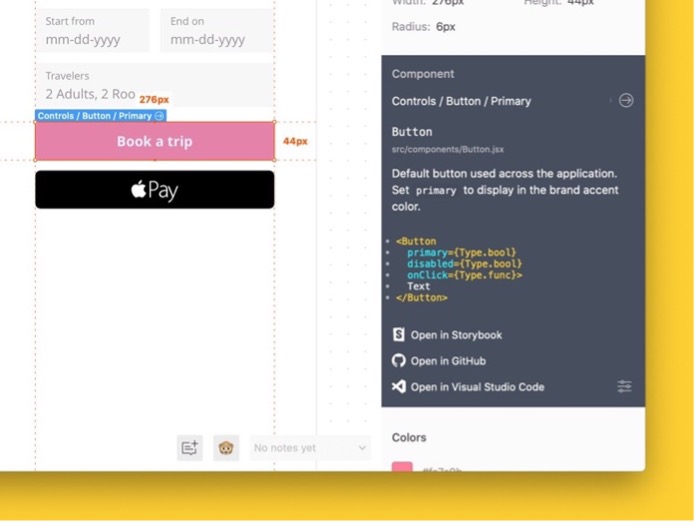 Start from
End on
mm-dd-yyyy
mm-dd-yyyy
Travelers
2 Adults, 2 Roo
276px
Controls / Button / Primary
Book a trip
44px
Pay
No notes yet
Width: 276px
Height: 44px
Radius: 6px
Component
Controls / Button / Primary
Button
src/components/Button.jsx
Default button used across the application.
Set primary to display in the brand accent
color.
<Button
primary={Type.bool}
disabled={Type.bool}
onClick={Type.func}>
Text
</Button>
Open in Storybook
Open in GitHub
Open in Visual Studio Code
Colors